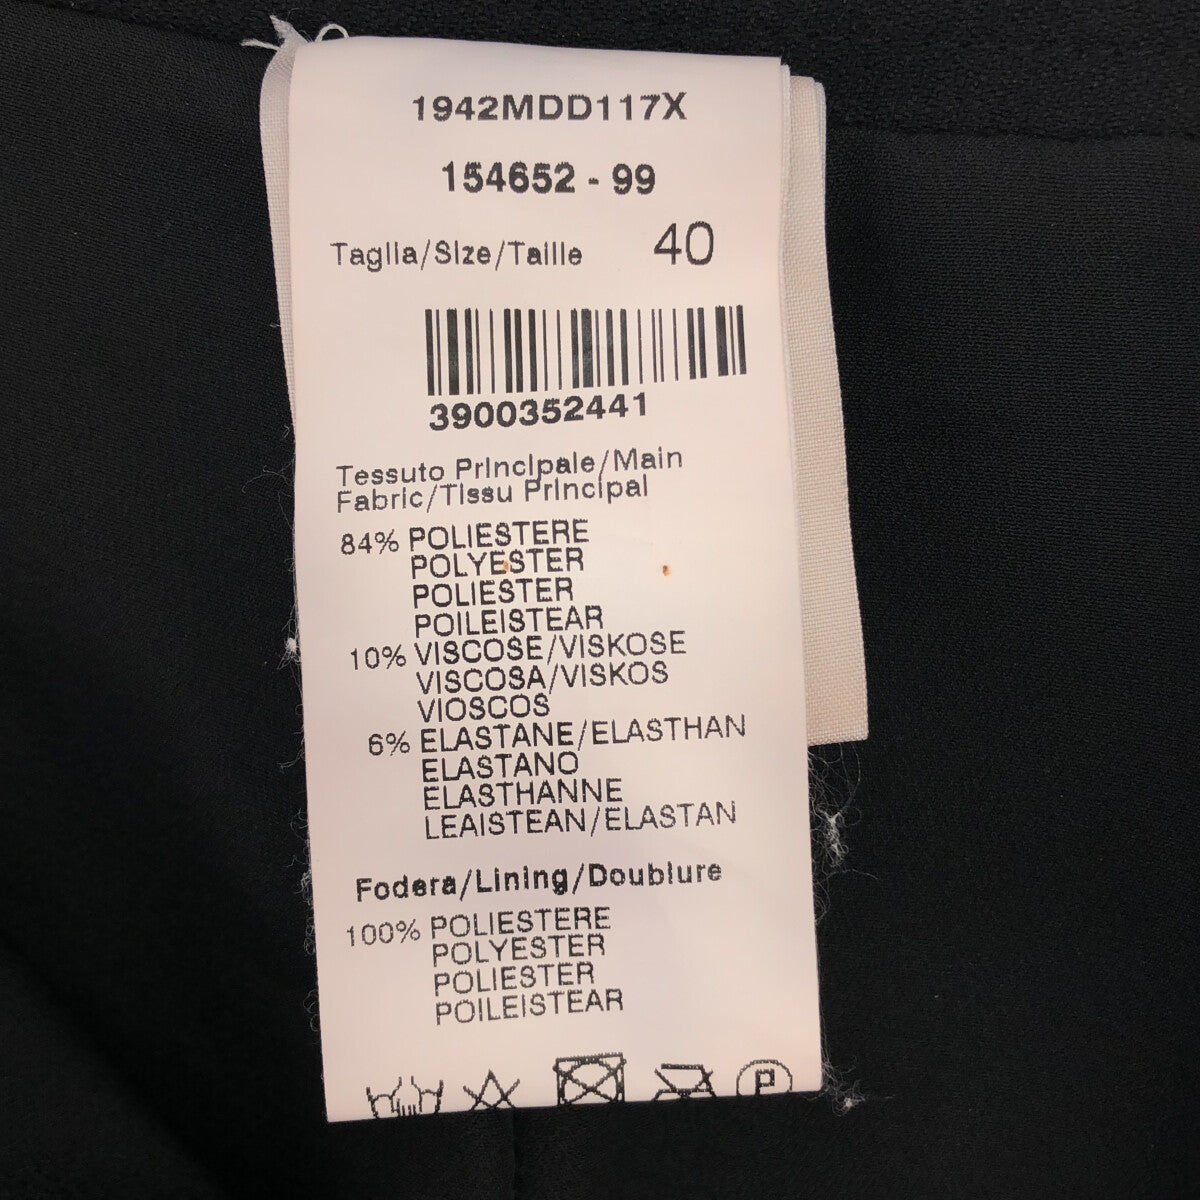 1942MDD117X
154652 - 99
Taglia/Size/Taille 40
3900352441
Tessuto Principale/Main
Fabric/Tissu Principal
84% POLIESTERE
POLYESTER
POLIESTER
POILEISTEAR
10% VISCOSE/VISKOSE
VISCOSA/VISKOS
VIOSCOS
6% ELASTANE/ELASTHAN
ELASTANO
ELASTHANNE
LEAISTEAN/ELASTAN
Fodera/Lining/Doublure
100% POLIESTERE
POLYESTER
POLIESTER
POILEISTEAR
P